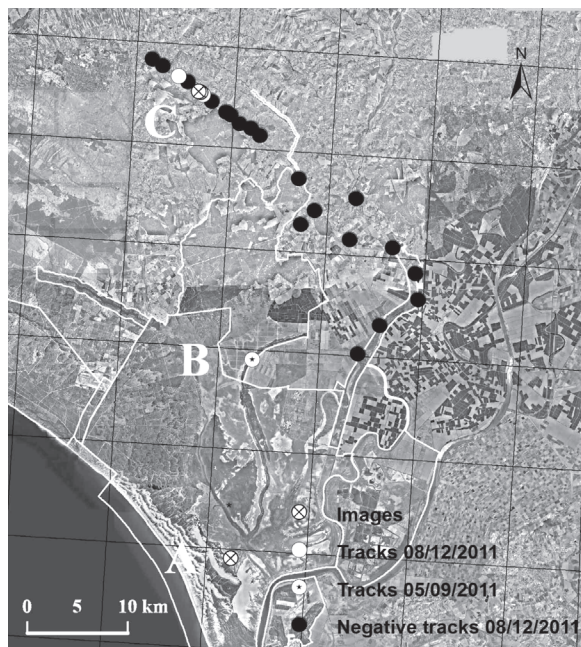 N
C
B
A
Images
Tracks 08/12/2011
Tracks 05/09/2011
Negative tracks 08/12/2011
0 5 10 km